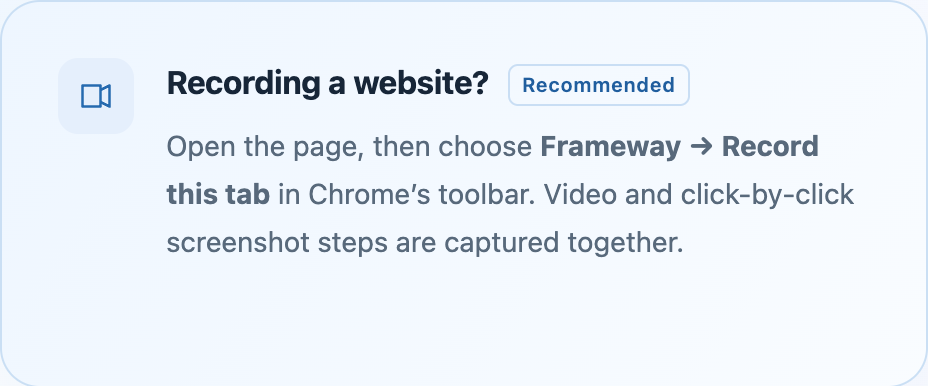 Recording a website? Recommended
Open the page, then choose Frameway → Record
this tab in Chrome’s toolbar. Video and click-by-click
screenshot steps are captured together.